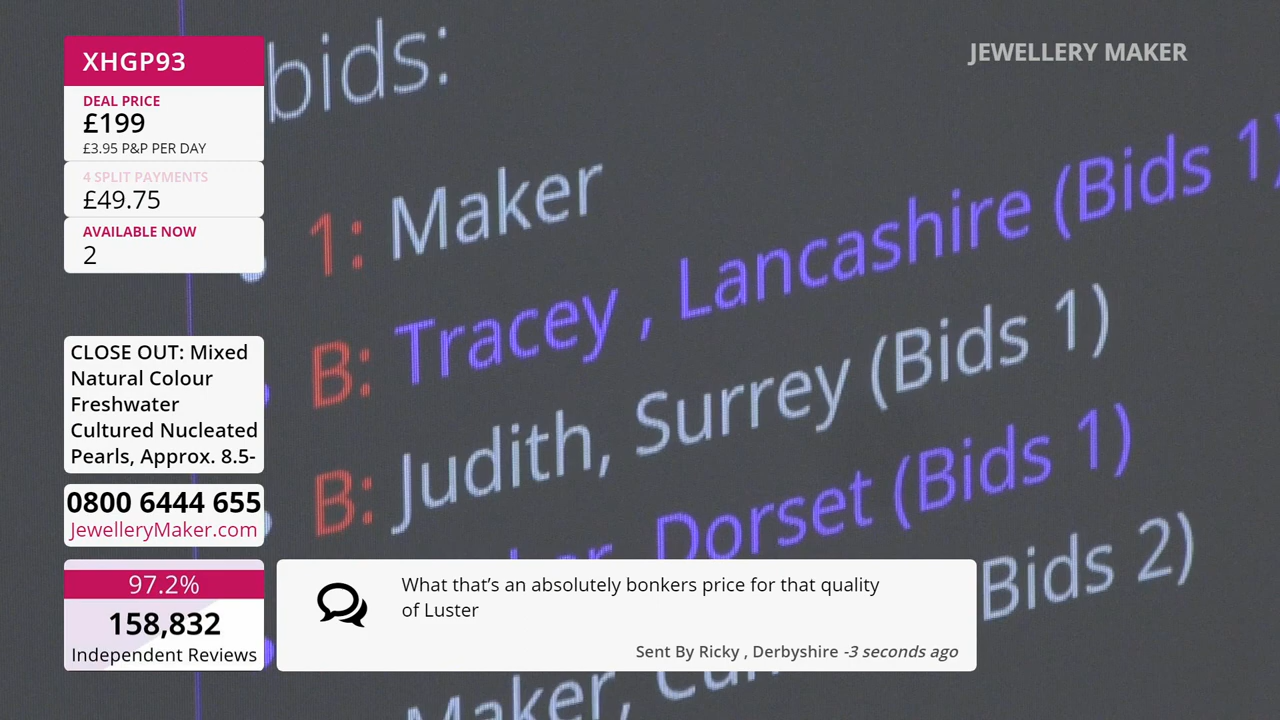 XHGP93
DEAL PRICE
£199
£3.95 P&P PER DAY
4 SPLIT PAYMENTS
£49.75
AVAILABLE NOW
2
CLOSE OUT: Mixed
Natural Colour
Freshwater
Cultured Nucleated
Pearls, Approx. 8.5-
0800 6444 655
JewelleryMaker.com
97.2%
158,832
Independent Reviews
JEWELLERY MAKER
bids:
1: Maker
B: Tracey , Lancashire (Bids 1)
B: Judith, Surrey (Bids 1)
Dorset (Bids 1)
Bids 2)
Maker,
What that’s an absolutely bonkers price for that quality
of Luster
Sent By Ricky , Derbyshire -3 seconds ago